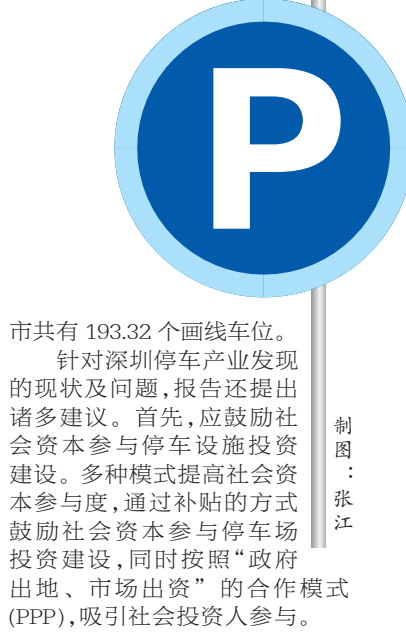 P
市共有 193.32 个画线车位。
针对深圳停车产业发现
的现状及问题,报告还提出
诸多建议。首先,应鼓励社
会资本参与停车设施投资
建设。多种模式提高社会资
本参与度,通过补贴的方式
鼓励社会资本参与停车场
投资建设,同时按照“政府
出地、市场出资”的合作模式
(PPP),吸引社会投资人参与。
制图：张江